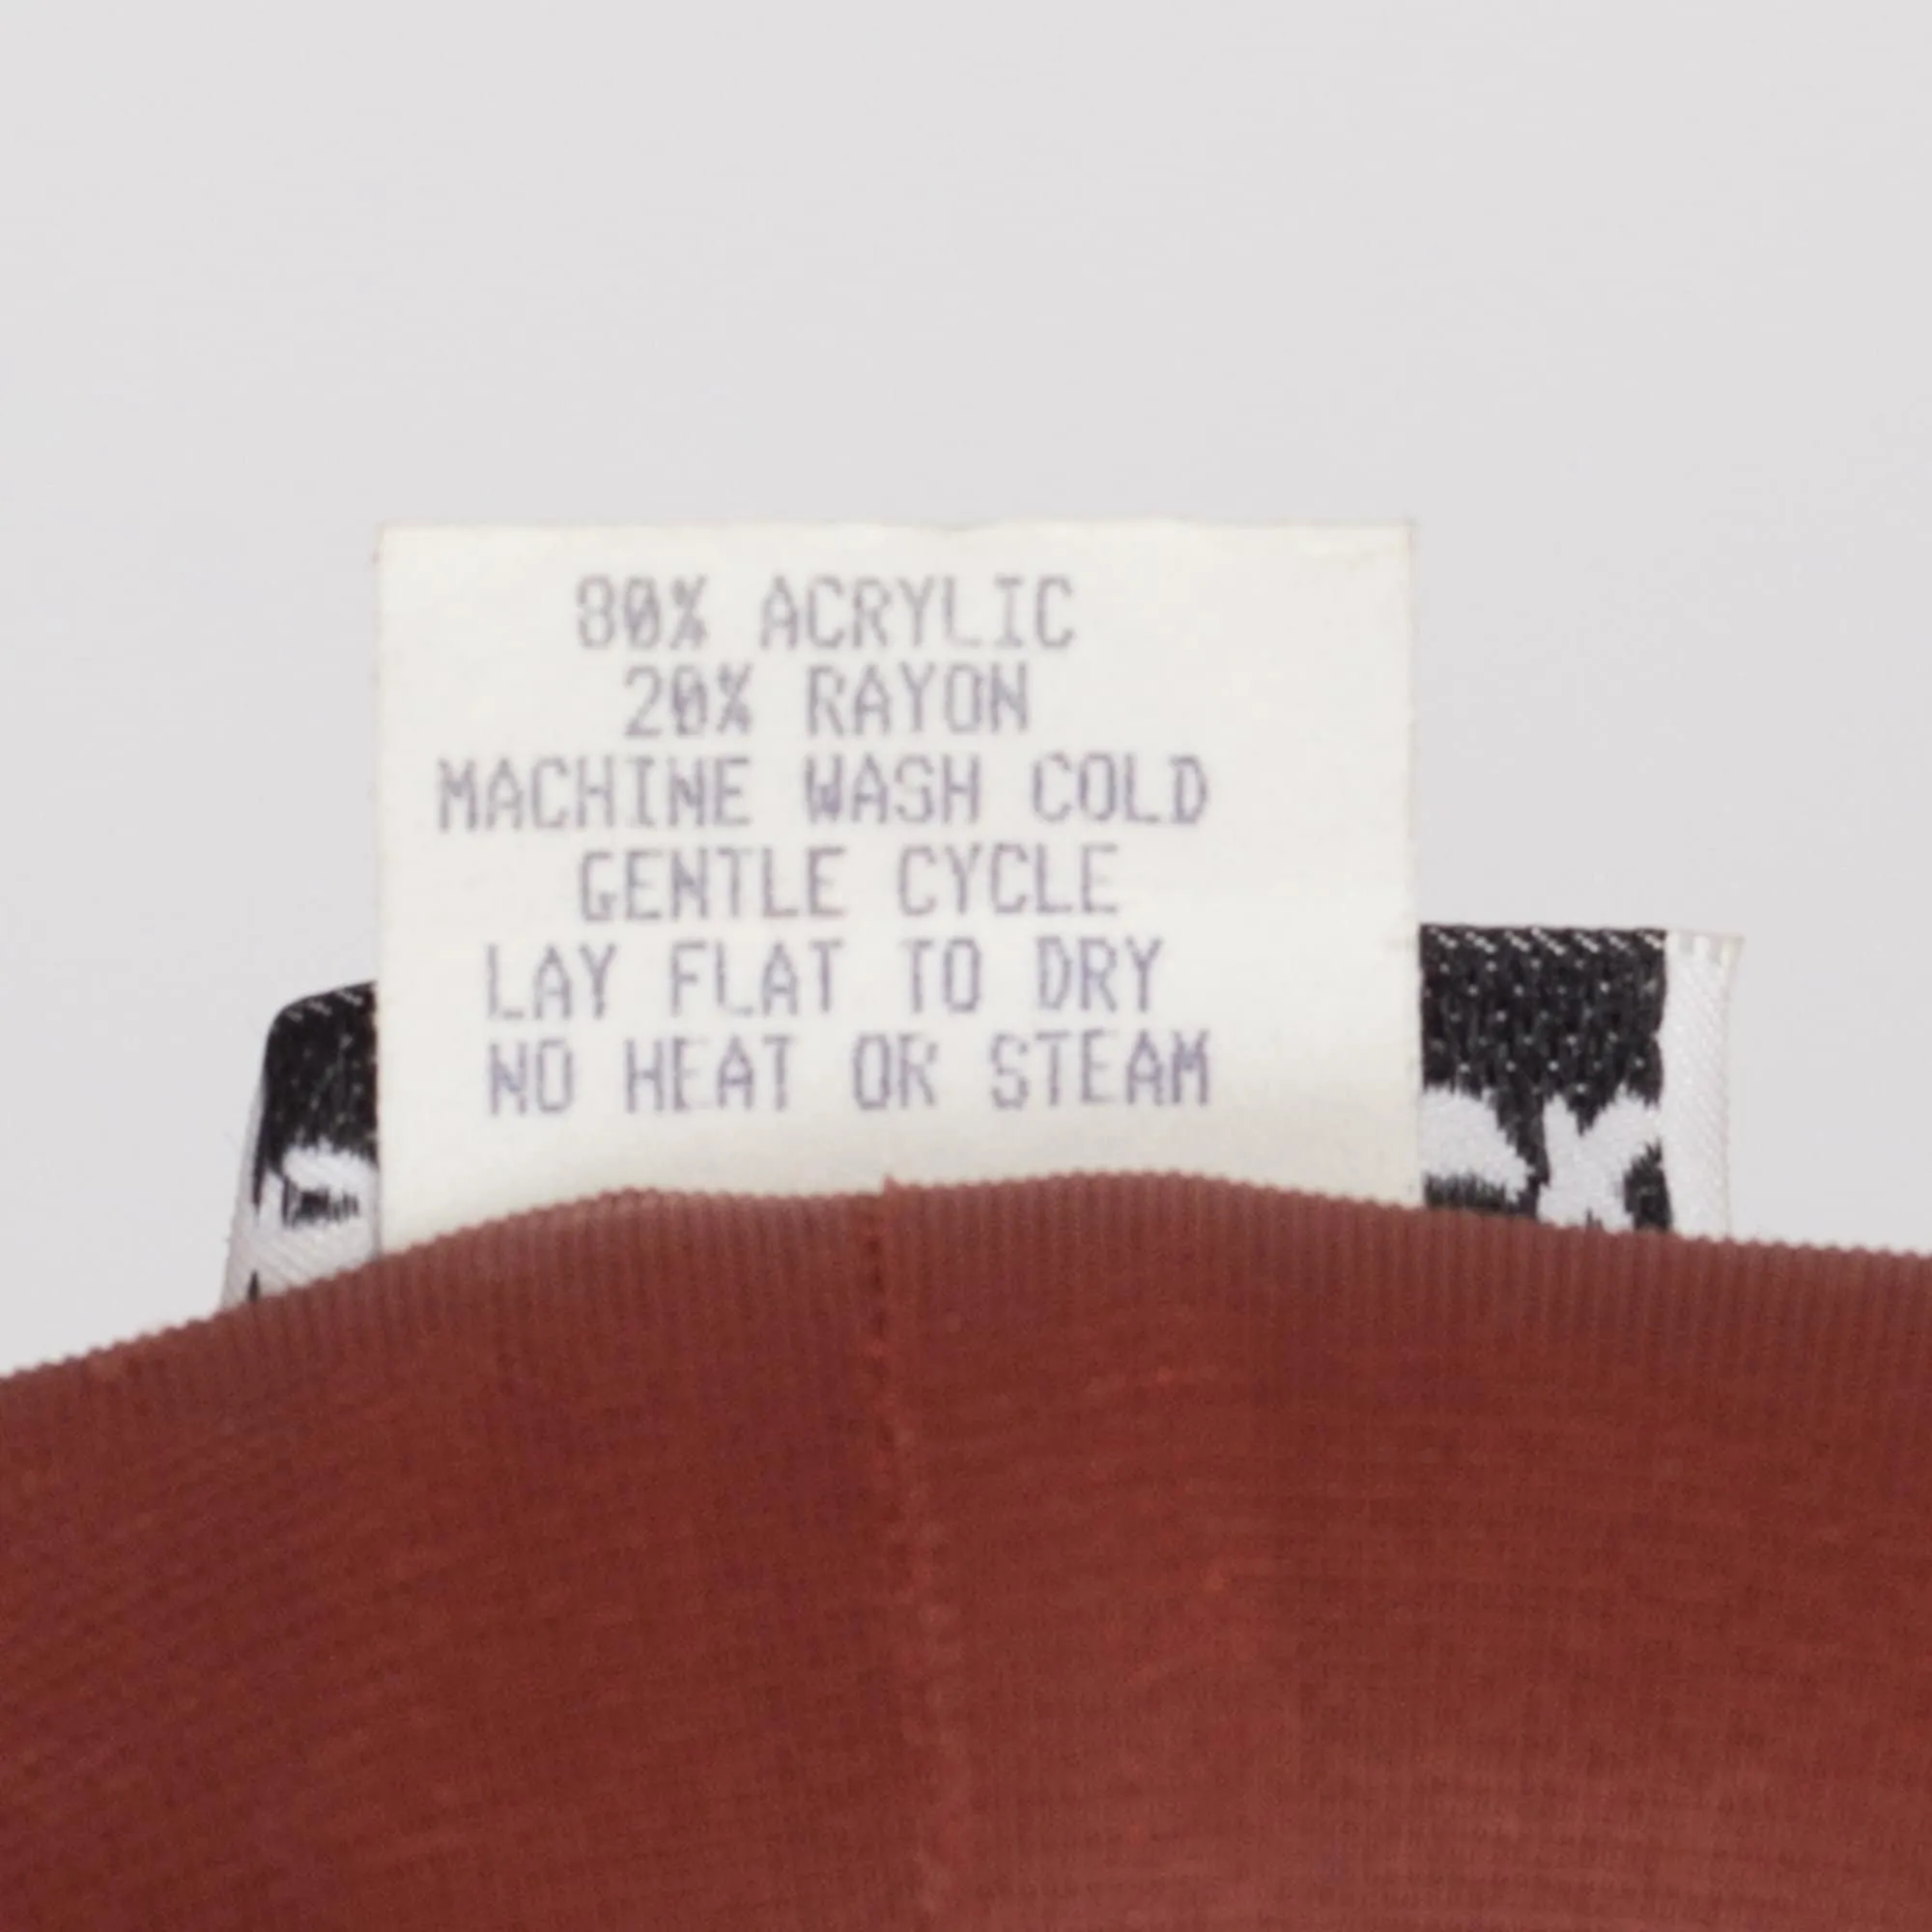 80% ACRYLIC
20% RAYON
MACHINE WASH COLD
GENTLE CYCLE
LAY FLAT TO DRY
NO HEAT OR STEAM